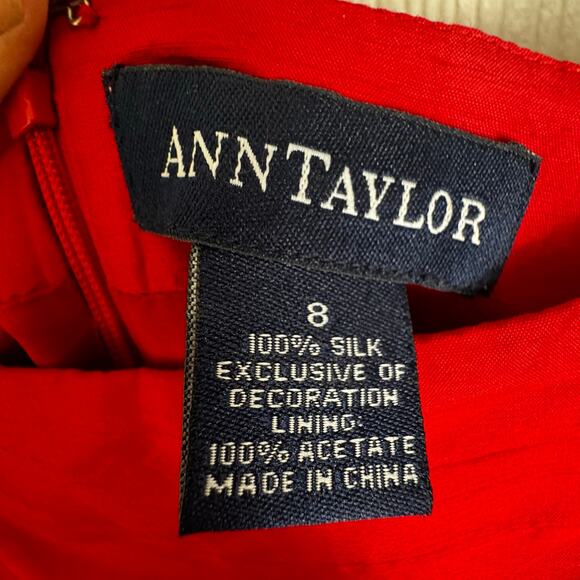 ANN TAYLOR
8
100% SILK
EXCLUSIVE OF
DECORATION
LINING:
100% ACETATE
MADE IN CHINA